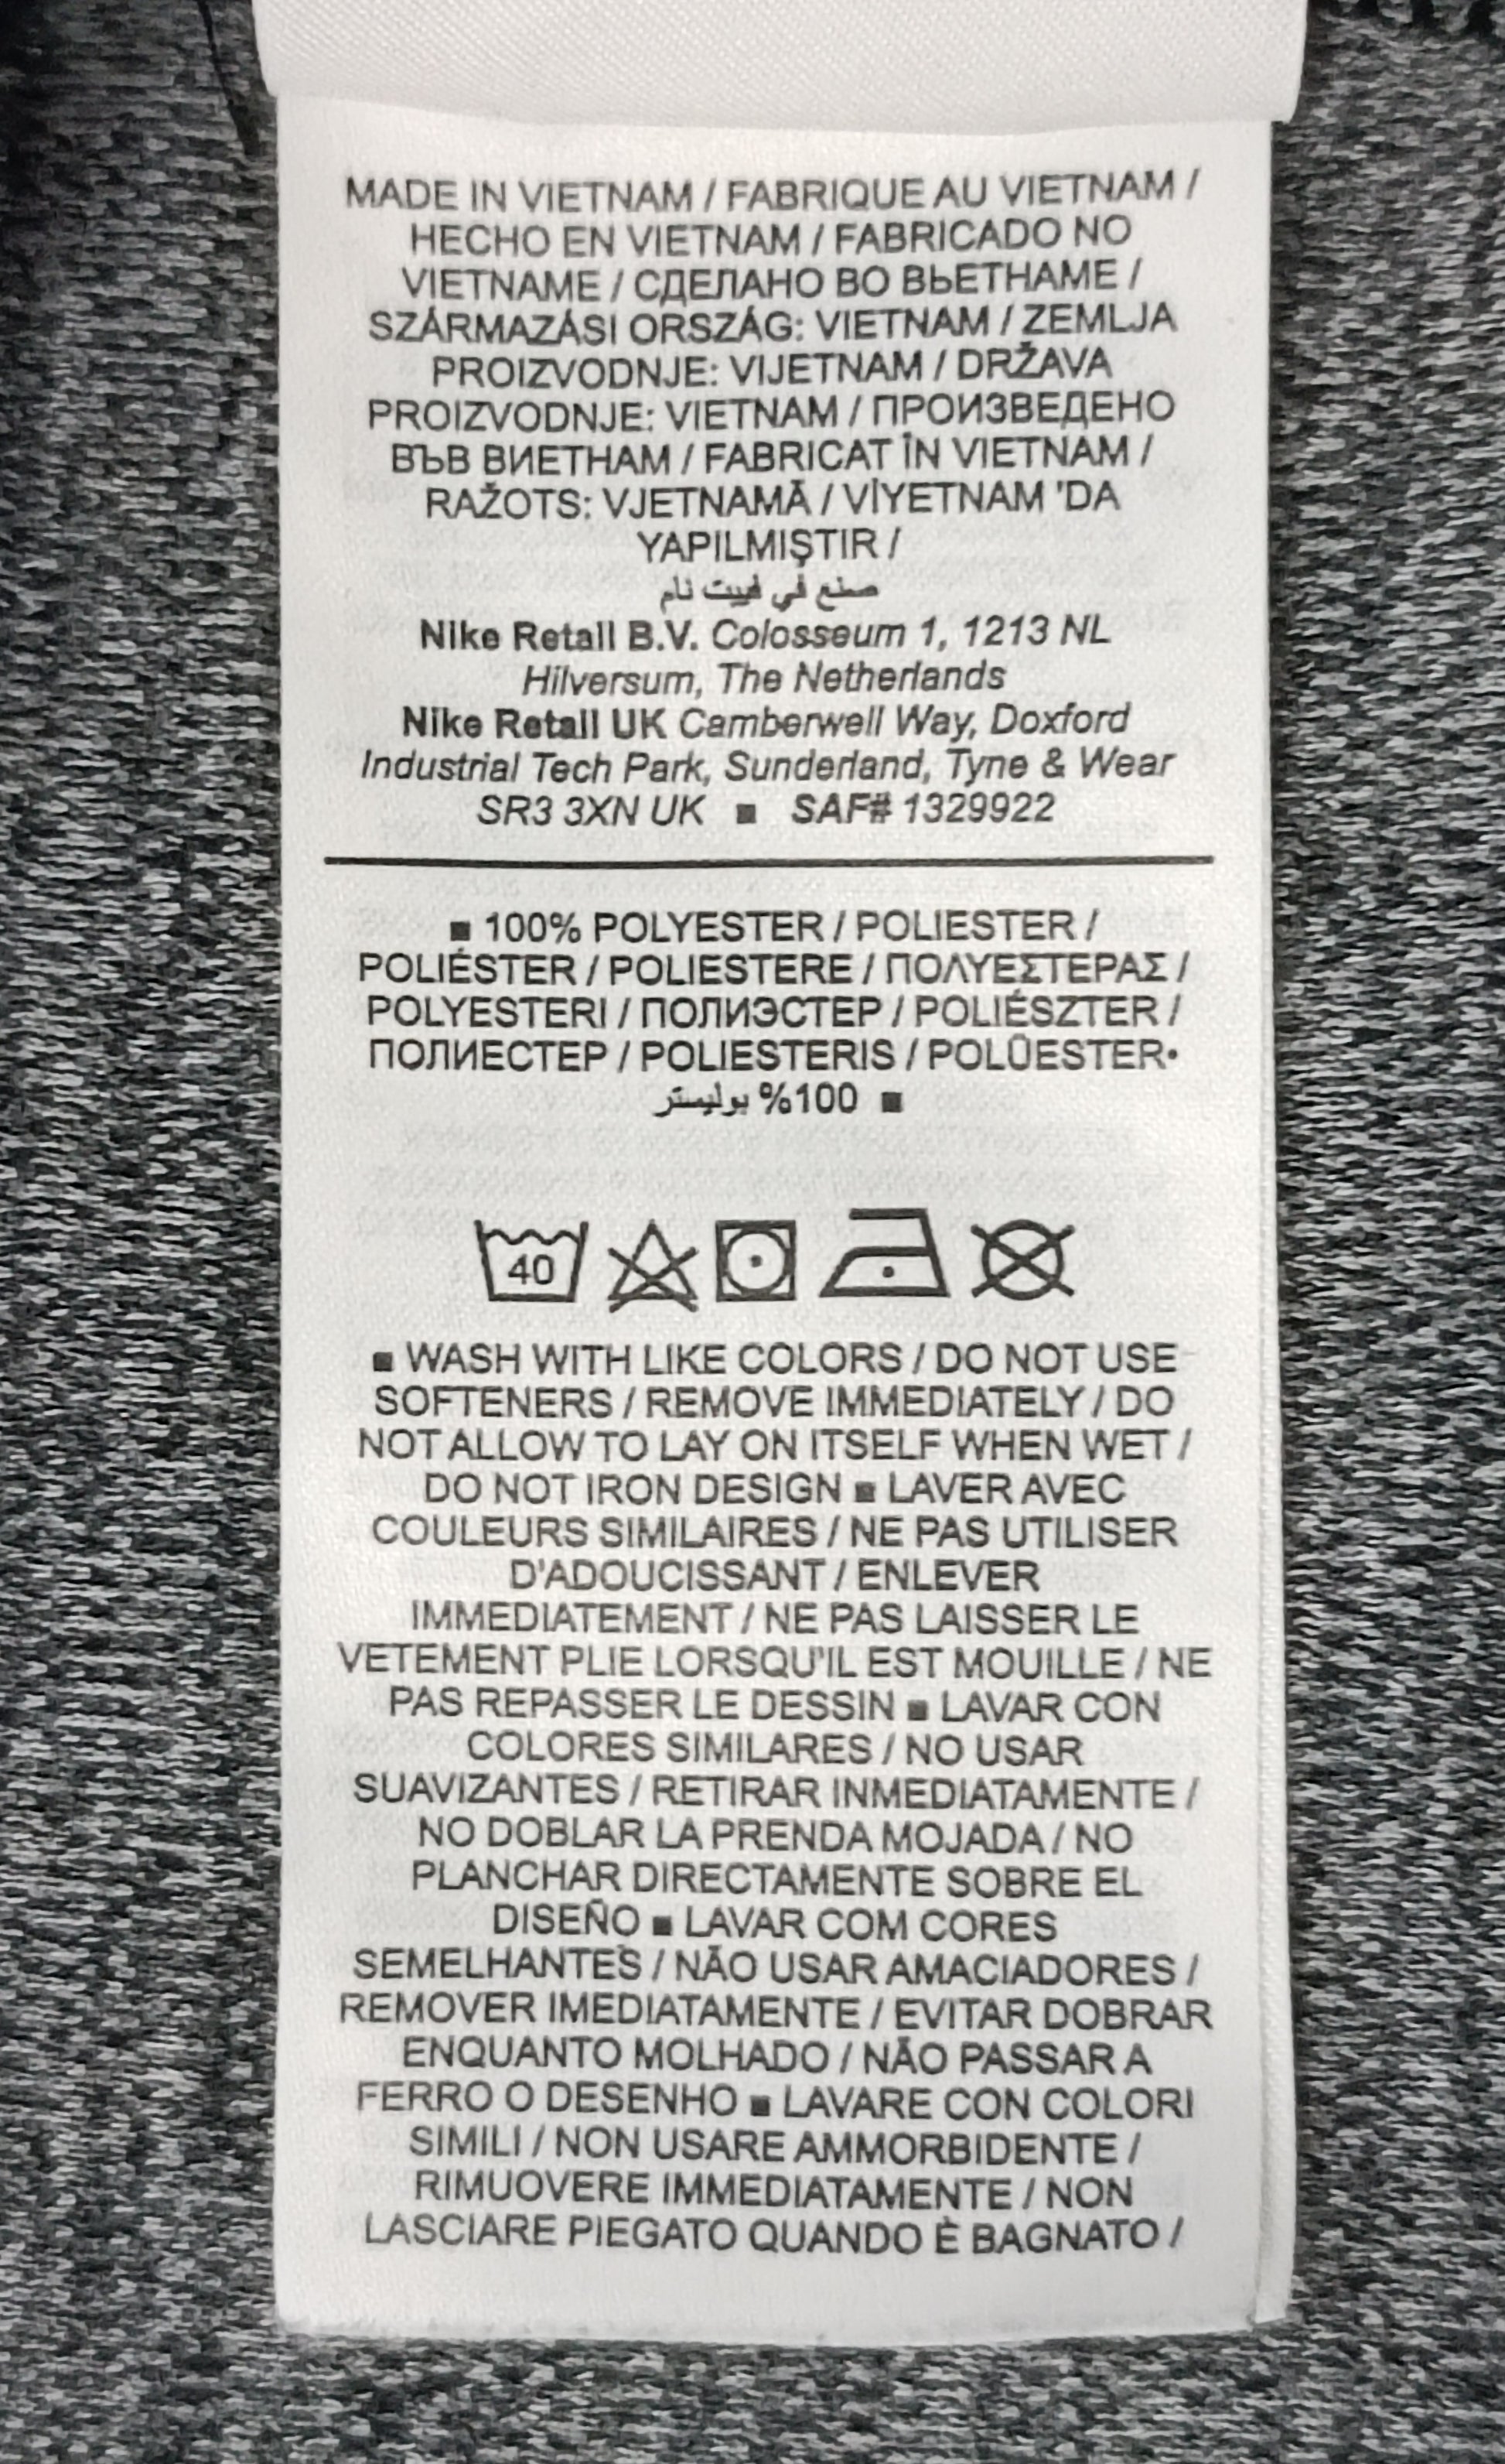 MADE IN VIETNAM / FABRIQUE AU VIETNAM /
HECHO EN VIETNAM / FABRICADO NO
VIETNAME / СДЕЛАНО ВО ВЬЕТНАМЕ /
SZÁRMAZÁSI ORSZÁG: VIETNAM / ZEMLJA
PROIZVODNJE: VIJETNAM / DRŽAVA
PROIZVODNJE: VIETNAM / ПРОИЗВЕДЕНО
ВЪВ ВИЕТНАМ / FABRICAT ÎN VIETNAM /
RAŽOTS: VJETNAMĀ / VİYETNAM 'DA
YAPILMIŞTIR /
صنع في فييت نام
Nike Retail B.V. Colosseum 1, 1213 NL
Hilversum, The Netherlands
Nike Retail UK Camberwell Way, Doxford
Industrial Tech Park, Sunderland, Tyne & Wear
SR3 3XN UK ■ SAF# 1329922
■ 100% POLYESTER / POLIESTER /
POLIÉSTER / POLIESTERE / ΠΟΛΥΕΣΤΕΡΑΣ /
POLYESTERI / ПОЛИЭСТЕР / POLIÉSZTER /
ПОЛИЕСТЕР / POLIESTERIS / POLÜESTER•
■ 100% بوليستر
40
■ WASH WITH LIKE COLORS / DO NOT USE
SOFTENERS / REMOVE IMMEDIATELY / DO
NOT ALLOW TO LAY ON ITSELF WHEN WET /
DO NOT IRON DESIGN ■ LAVER AVEC
COULEURS SIMILAIRES / NE PAS UTILISER
D'ADOUCISSANT / ENLEVER
IMMEDIATEMENT / NE PAS LAISSER LE
VETEMENT PLIE LORSQU'IL EST MOUILLE / NE
PAS REPASSER LE DESSIN ■ LAVAR CON
COLORES SIMILARES / NO USAR
SUAVIZANTES / RETIRAR INMEDIATAMENTE /
NO DOBLAR LA PRENDA MOJADA / NO
PLANCHAR DIRECTAMENTE SOBRE EL
DISEÑO ■ LAVAR COM CORES
SEMELHANTES / NÃO USAR AMACIADORES /
REMOVER IMEDIATAMENTE / EVITAR DOBRAR
ENQUANTO MOLHADO / NÃO PASSAR A
FERRO O DESENHO ■ LAVARE CON COLORI
SIMILI / NON USARE AMMORBIDENTE /
RIMUOVERE IMMEDIATAMENTE / NON
LASCIARE PIEGATO QUANDO È BAGNATO /